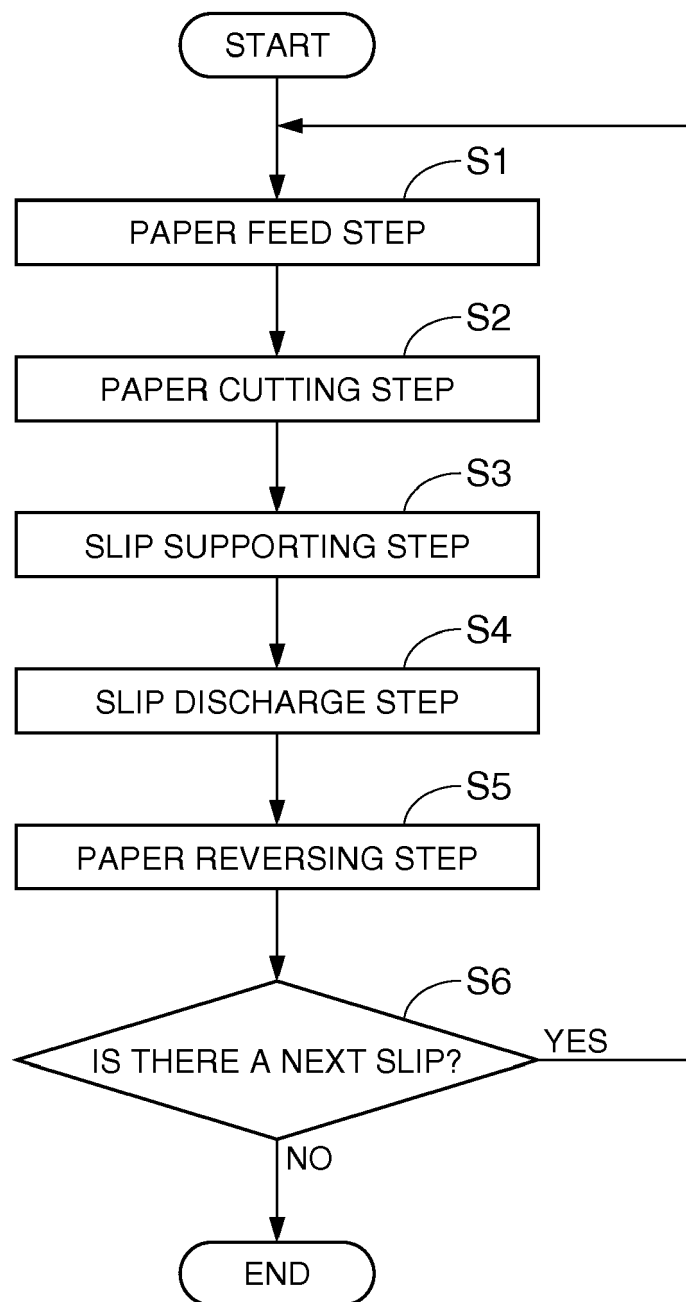 START
S1
PAPER FEED STEP
S2
PAPER CUTTING STEP
S3
SLIP SUPPORTING STEP
S4
SLIP DISCHARGE STEP
S5
PAPER REVERSING STEP
S6
IS THERE A NEXT SLIP?
YES
NO
END